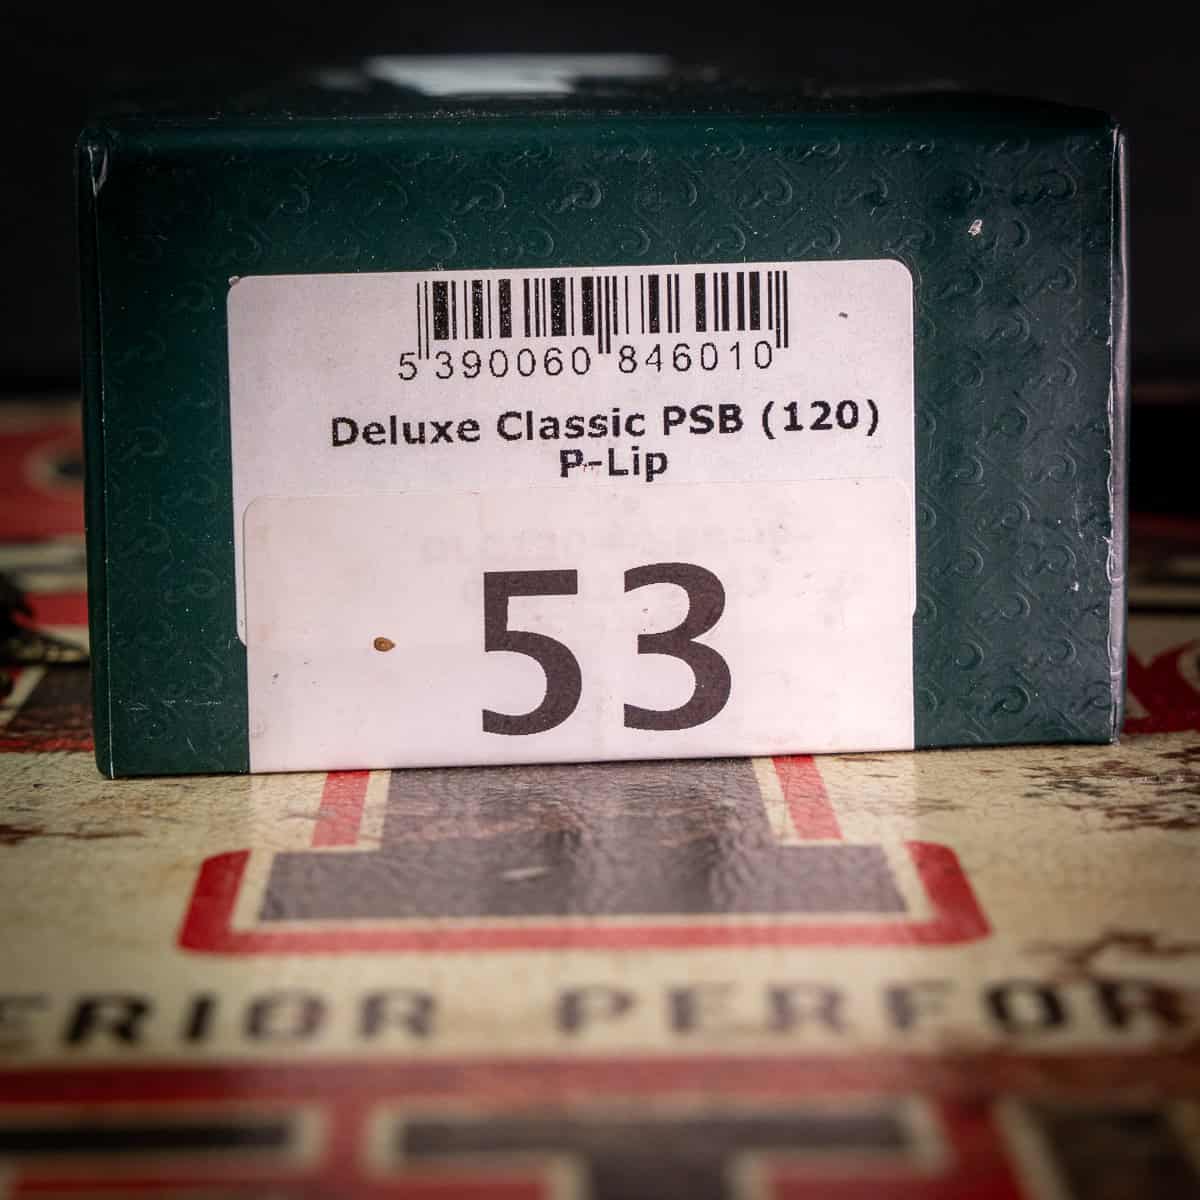 5 390060 846010
Deluxe Classic PSB (120)
P-Lip
53
ERIOR PERFOR